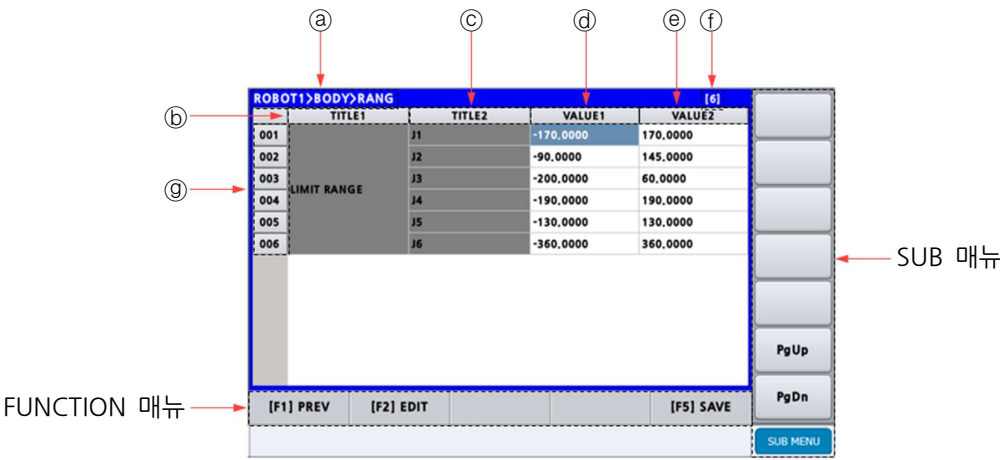 ⓐ ⓒ ⓓ ⓔ ⓕ
ROBOT1>BODY>RANG [6]
ⓑ TITLE1 TITLE2 VALUE1 VALUE2
001 J1 -170.0000 170.0000
002 J2 -90.0000 145.0000
003 J3 -200.0000 60.0000
ⓖ LIMIT RANGE
004 J4 -190.0000 190.0000
005 J5 -130.0000 130.0000
006 J6 -360.0000 360.0000
SUB 매뉴
PgUp
PgDn
FUNCTION 매뉴
[F1] PREV [F2] EDIT [F5] SAVE
SUB MENU